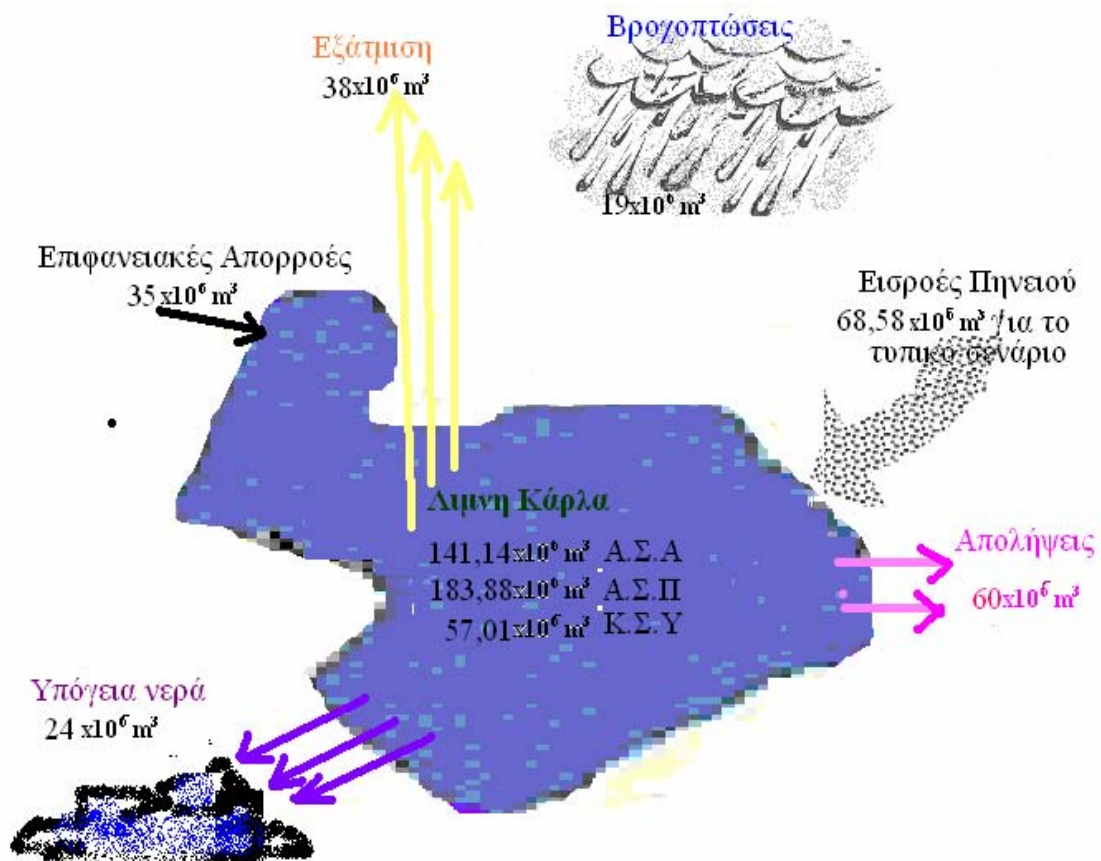 Βροχοπτώσεις
19x10⁶ m³
Εξάτμιση
38x10⁶ m³
Επιφανειακές Απορροές
35x10⁶ m³
Εισροές Πηνειού
68,58x10⁶ m³ για το
τυπικο σενάριο
Λιμνη Κάρλα
141,14x10⁶ m³ Α.Σ.Α
183,88x10⁶ m³ Α.Σ.Π
57,01x10⁶ m³ Κ.Σ.Υ
Απολήψεις
60x10⁶ m³
Υπόγεια νερά
24 x10⁶ m³